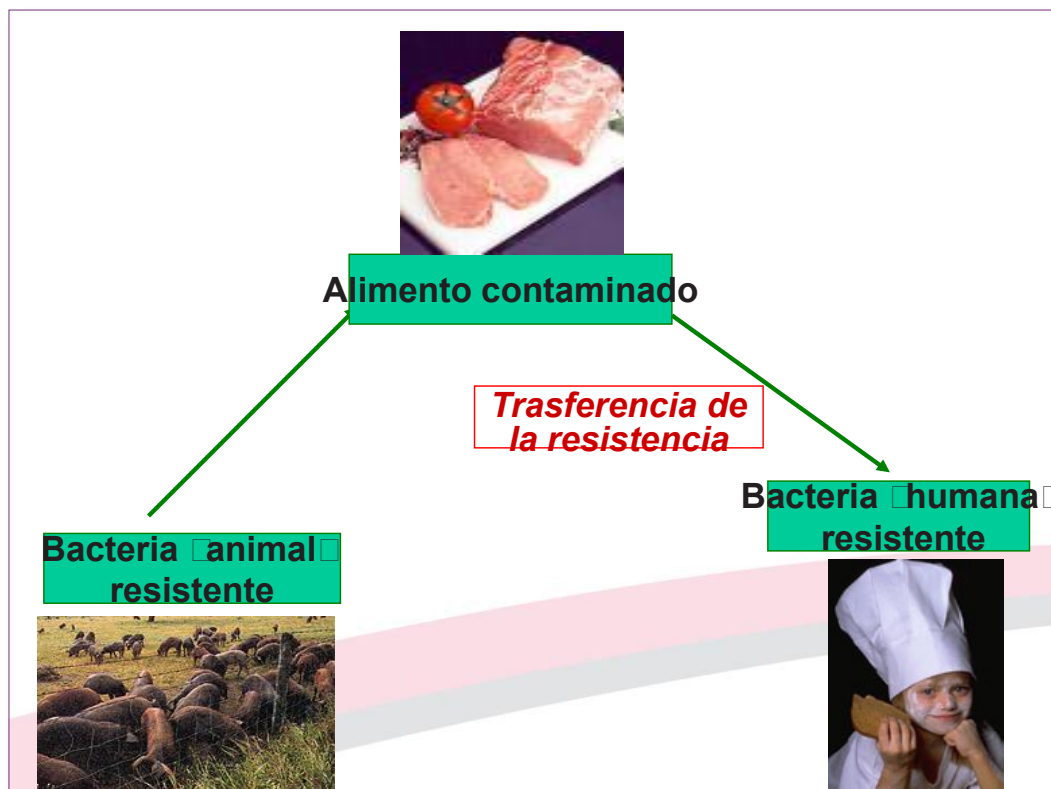 Alimento contaminado
Trasferencia de
la resistencia
Bacteria □humana□
resistente
Bacteria □animal□
resistente